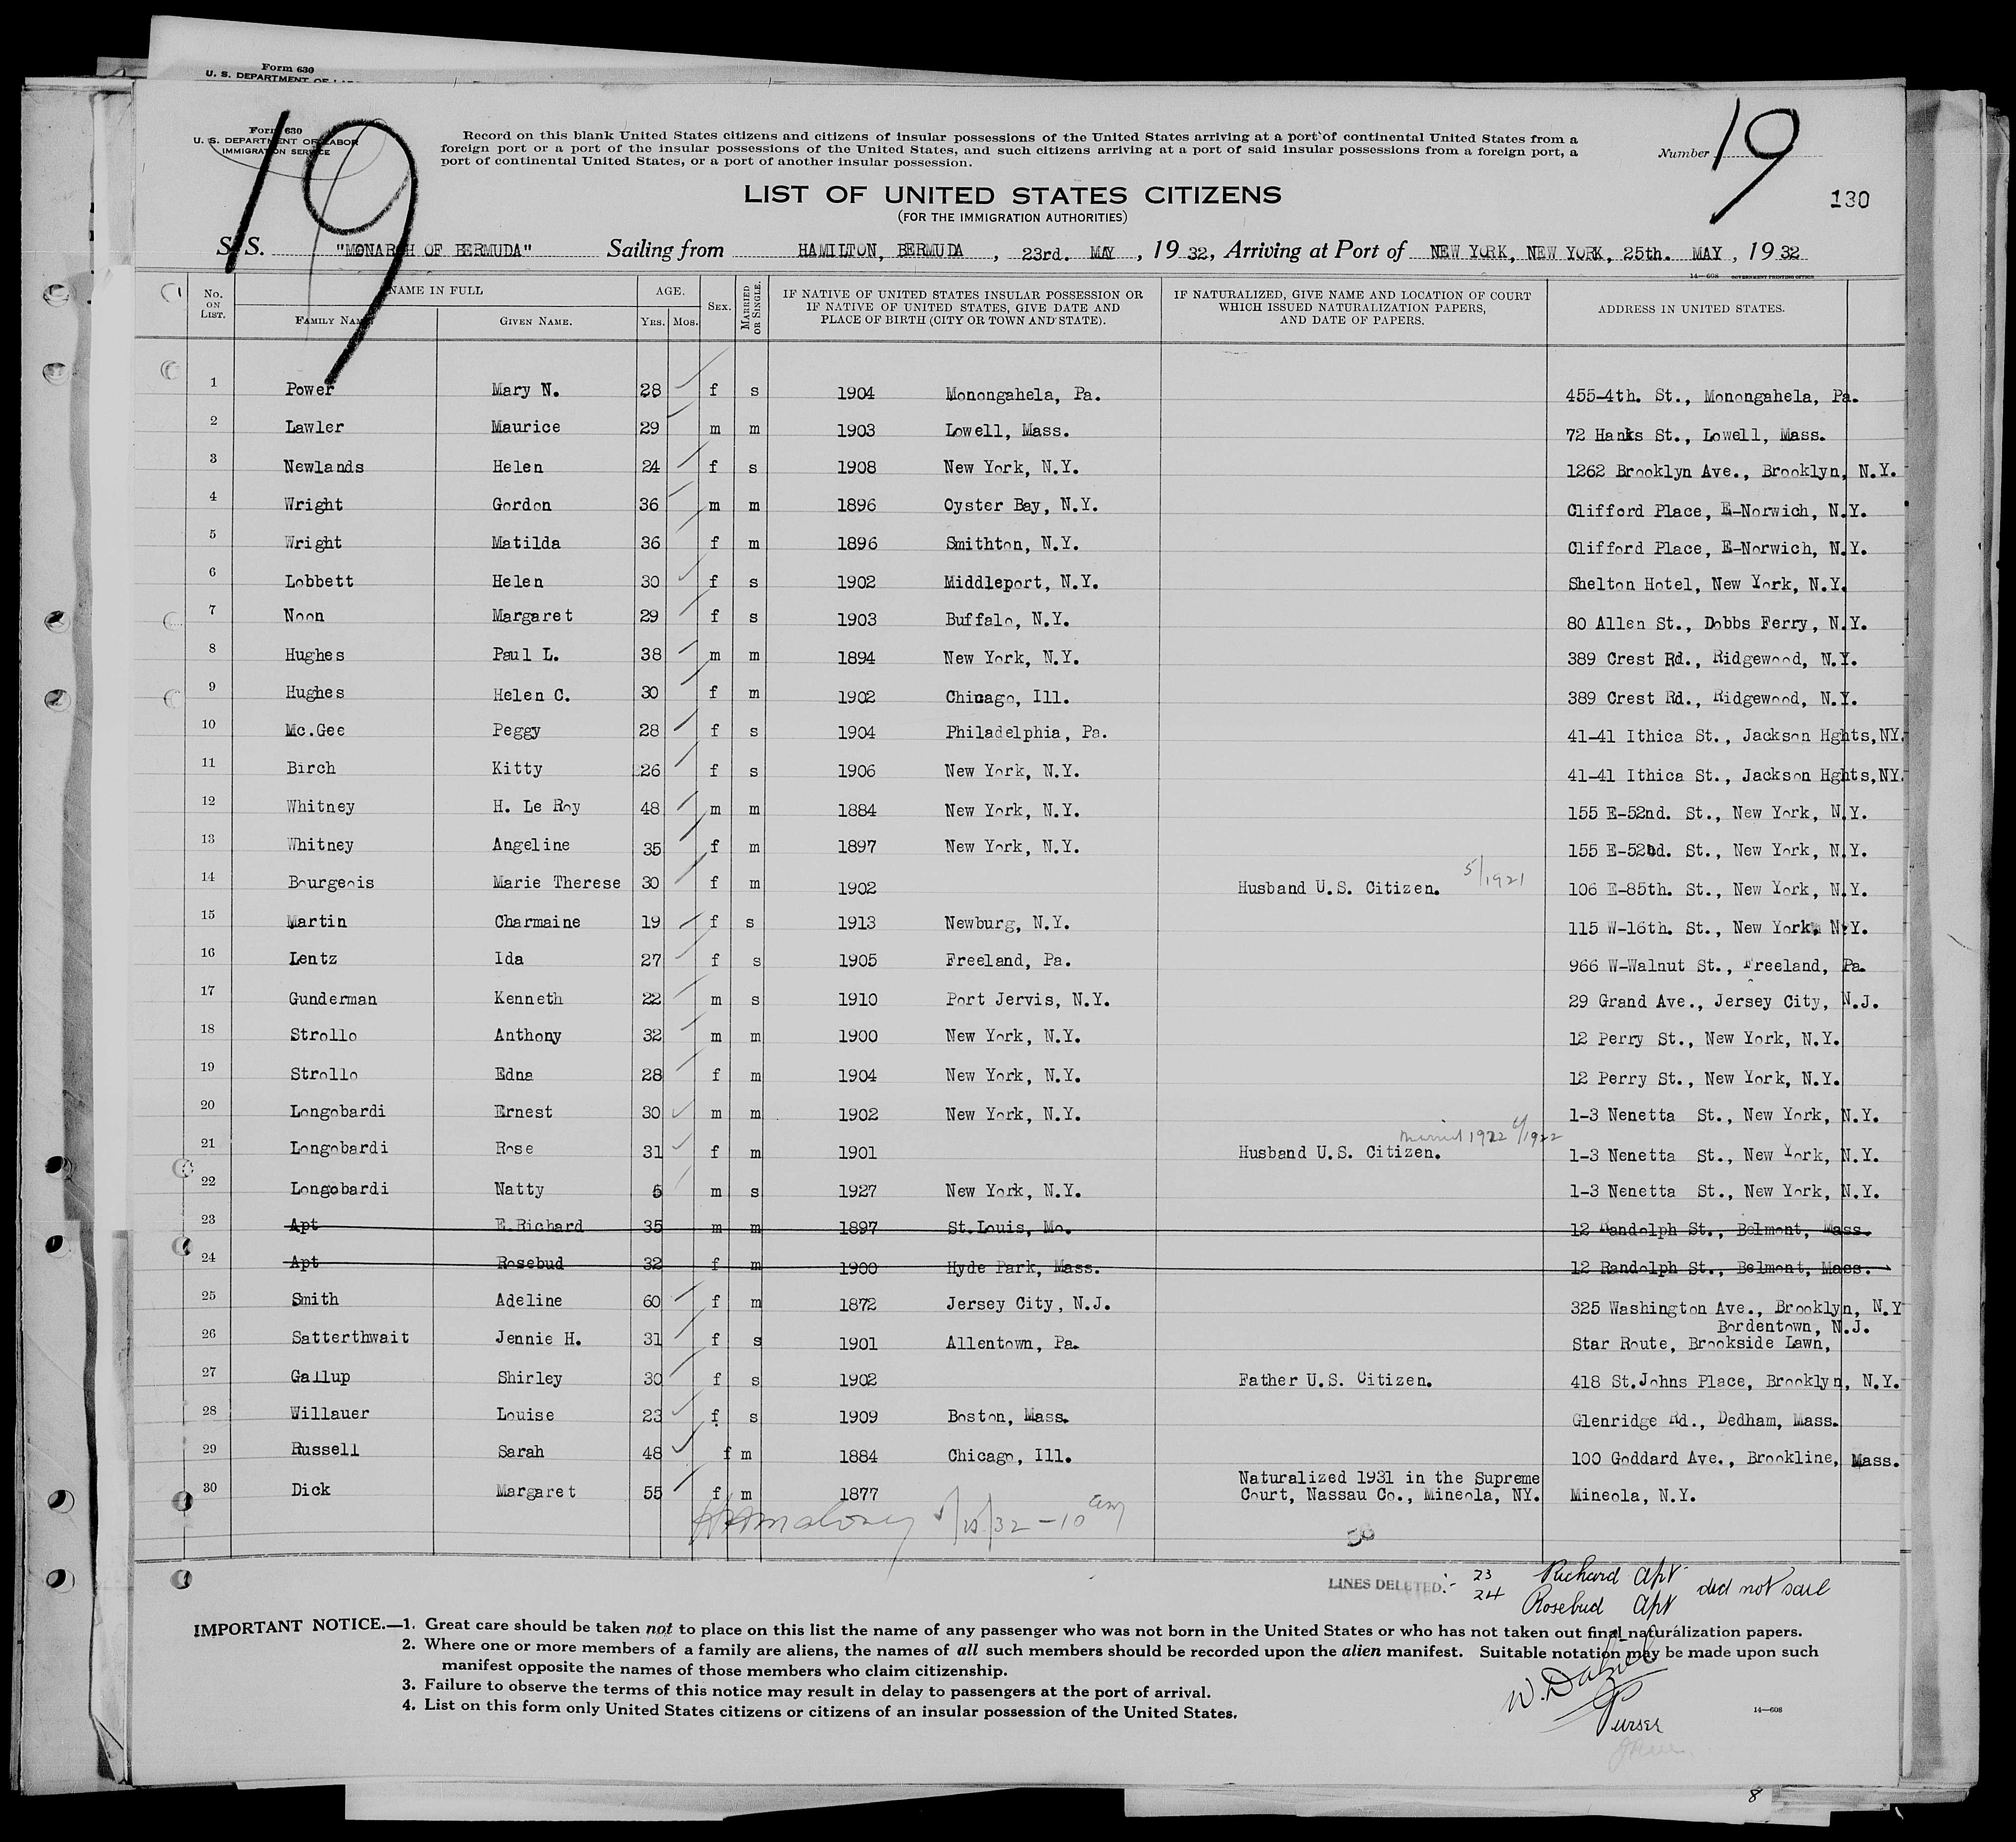 Form 630
U. S. DEPARTMENT OF
Form 630
U. S. DEPARTMENT OF LABOR
IMMIGRATION SERVICE
19
Record on this blank United States citizens and citizens of insular possessions of the United States arriving at a port of continental United States from a
foreign port or a port of the insular possessions of the United States, and such citizens arriving at a port of said insular possessions from a foreign port, a
port of continental United States, or a port of another insular possession.
Number 19
130
LIST OF UNITED STATES CITIZENS
(FOR THE IMMIGRATION AUTHORITIES)
S. S. "MONARCH OF BERMUDA" Sailing from HAMILTON, BERMUDA, 23rd. MAY, 1932, Arriving at Port of NEW YORK, NEW YORK, 25th. MAY, 1932
14—608 GOVERNMENT PRINTING OFFICE
No. ON LIST. NAME IN FULL FAMILY NAME GIVEN NAME. AGE. YRS. MOS. SEX. MARRIED OR SINGLE. IF NATIVE OF UNITED STATES INSULAR POSSESSION OR IF NATIVE OF UNITED STATES, GIVE DATE AND PLACE OF BIRTH (CITY OR TOWN AND STATE). IF NATURALIZED, GIVE NAME AND LOCATION OF COURT WHICH ISSUED NATURALIZATION PAPERS, AND DATE OF PAPERS. ADDRESS IN UNITED STATES.
1 Power Mary N. 28 f s 1904 Monongahela, Pa. 455-4th. St., Monongahela, Pa.
2 Lawler Maurice 29 m m 1903 Lowell, Mass. 72 Hanks St., Lowell, Mass.
3 Newlands Helen 24 f s 1908 New York, N.Y. 1262 Brooklyn Ave., Brooklyn, N.Y.
4 Wright Gordon 36 m m 1896 Oyster Bay, N.Y. Clifford Place, E-Norwich, N.Y.
5 Wright Matilda 36 f m 1896 Smithton, N.Y. Clifford Place, E-Norwich, N.Y.
6 Lobbett Helen 30 f s 1902 Middleport, N.Y. Shelton Hotel, New York, N.Y.
7 Noon Margaret 29 f s 1903 Buffalo, N.Y. 80 Allen St., Dobbs Ferry, N.Y.
8 Hughes Paul L. 38 m m 1894 New York, N.Y. 389 Crest Rd., Ridgewood, N.Y.
9 Hughes Helen C. 30 f m 1902 Chicago, Ill. 389 Crest Rd., Ridgewood, N.Y.
10 Mc.Gee Peggy 28 f s 1904 Philadelphia, Pa. 41-41 Ithica St., Jackson Hghts,NY.
11 Birch Kitty 26 f s 1906 New York, N.Y. 41-41 Ithica St., Jackson Hghts,NY.
12 Whitney H. Le Roy 48 m m 1884 New York, N.Y. 155 E-52nd. St., New York, N.Y.
13 Whitney Angeline 35 f m 1897 New York, N.Y. 155 E-52nd. St., New York, N.Y.
14 Bourgeois Marie Therese 30 f m 1902 Husband U.S. Citizen. 5/1921 106 E-85th. St., New York, N.Y.
15 Martin Charmaine 19 f s 1913 Newburg, N.Y. 115 W-16th. St., New York, N.Y.
16 Lentz Ida 27 f s 1905 Freeland, Pa. 966 W-Walnut St., Freeland, Pa.
17 Gunderman Kenneth 22 m s 1910 Port Jervis, N.Y. 29 Grand Ave., Jersey City, N.J.
18 Strollo Anthony 32 m m 1900 New York, N.Y. 12 Perry St., New York, N.Y.
19 Strollo Edna 28 f m 1904 New York, N.Y. 12 Perry St., New York, N.Y.
20 Longobardi Ernest 30 m m 1902 New York, N.Y. 1-3 Nenetta St., New York, N.Y.
married 1922 6/1922
21 Longobardi Rose 31 f m 1901 Husband U.S. Citizen. 1-3 Nenetta St., New York, N.Y.
22 Longobardi Natty 5 m s 1927 New York, N.Y. 1-3 Nenetta St., New York, N.Y.
23 Apt E.Richard 35 m m 1897 St.Louis, Mo. 12 Randolph St., Belmont, Mass.
24 Apt Rosebud 32 f m 1900 Hyde Park, Mass. 12 Randolph St., Belmont, Mass.
25 Smith Adeline 60 f m 1872 Jersey City, N.J. 325 Washington Ave., Brooklyn, N.Y
Bordentown, N.J.
26 Satterthwait Jennie H. 31 f s 1901 Allentown, Pa. Star Route, Brookside Lawn,
27 Gallup Shirley 30 f s 1902 Father U.S. Citizen. 418 St.Johns Place, Brooklyn, N.Y.
28 Willauer Louise 23 f s 1909 Boston, Mass. Glenridge Rd., Dedham, Mass.
29 Russell Sarah 48 f m 1884 Chicago, Ill. 100 Goddard Ave., Brookline, Mass.
Naturalized 1931 in the Supreme
30 Dick Margaret 55 f m 1877 Court, Nassau Co., Mineola, NY. Mineola, N.Y.
5/25/32 - 10
LINES DELETED:- 23 Richard Apt
24 Rosebud Apt did not sail
IMPORTANT NOTICE.—1. Great care should be taken not to place on this list the name of any passenger who was not born in the United States or who has not taken out final naturalization papers.
2. Where one or more members of a family are aliens, the names of all such members should be recorded upon the alien manifest. Suitable notation may be made upon such
manifest opposite the names of those members who claim citizenship.
3. Failure to observe the terms of this notice may result in delay to passengers at the port of arrival.
4. List on this form only United States citizens or citizens of an insular possession of the United States.
W. Dalziel
Purser
14—608
8